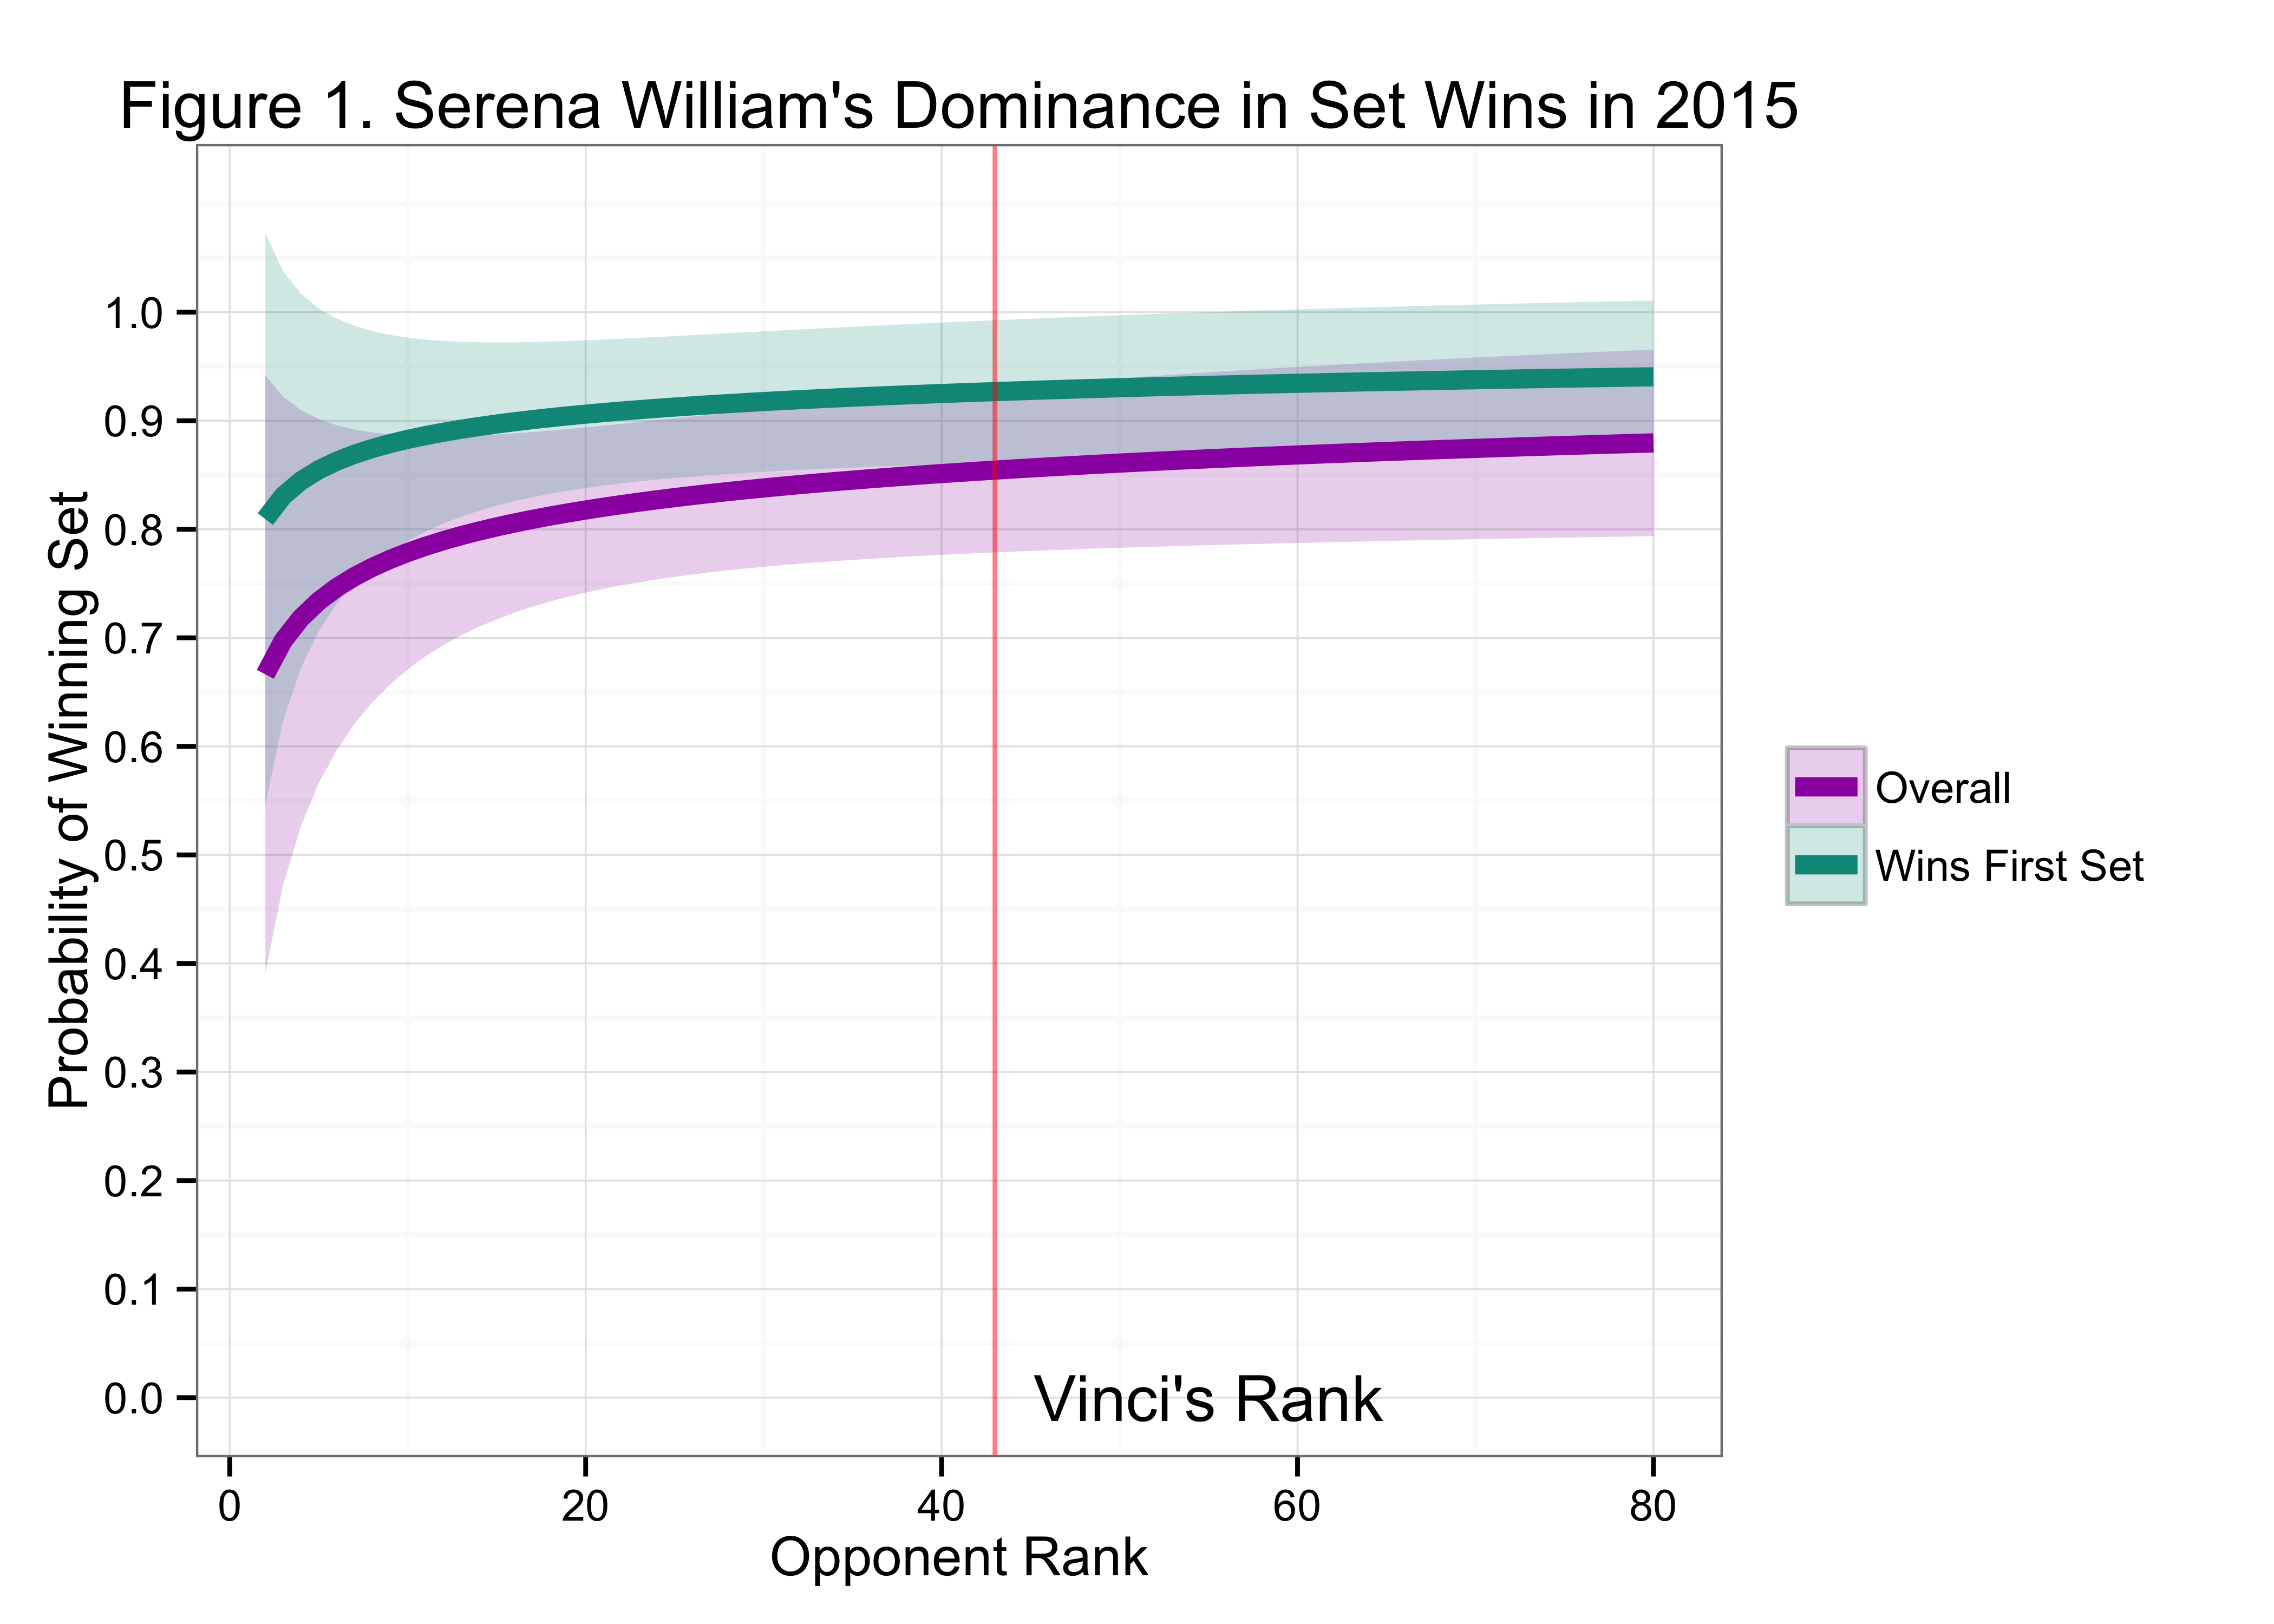 Figure 1. Serena William's Dominance in Set Wins in 2015
Probability of Winning Set
1.0
0.9
0.8
0.7
0.6
0.5
0.4
0.3
0.2
0.1
0.0
Vinci's Rank
0 20 40 60 80
Opponent Rank
Overall
Wins First Set